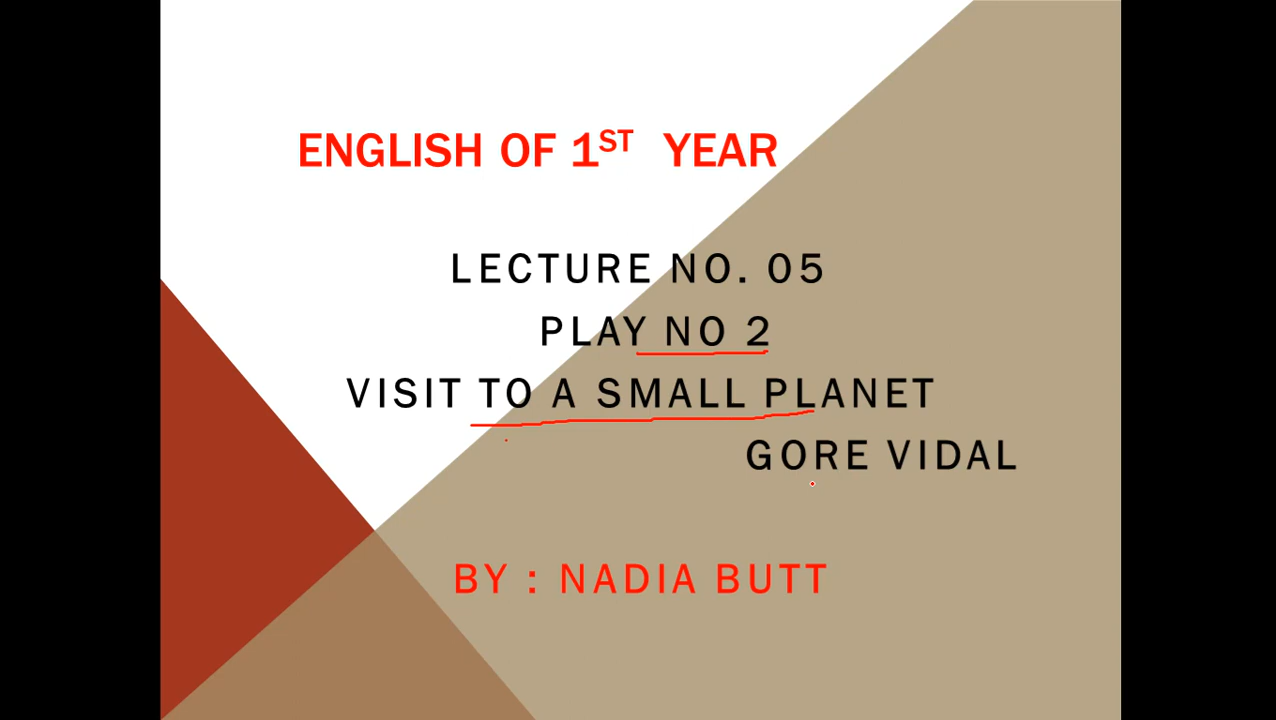 ENGLISH OF 1ST YEAR
LECTURE NO. 05
PLAY NO 2
VISIT TO A SMALL PLANET
GORE VIDAL
BY : NADIA BUTT